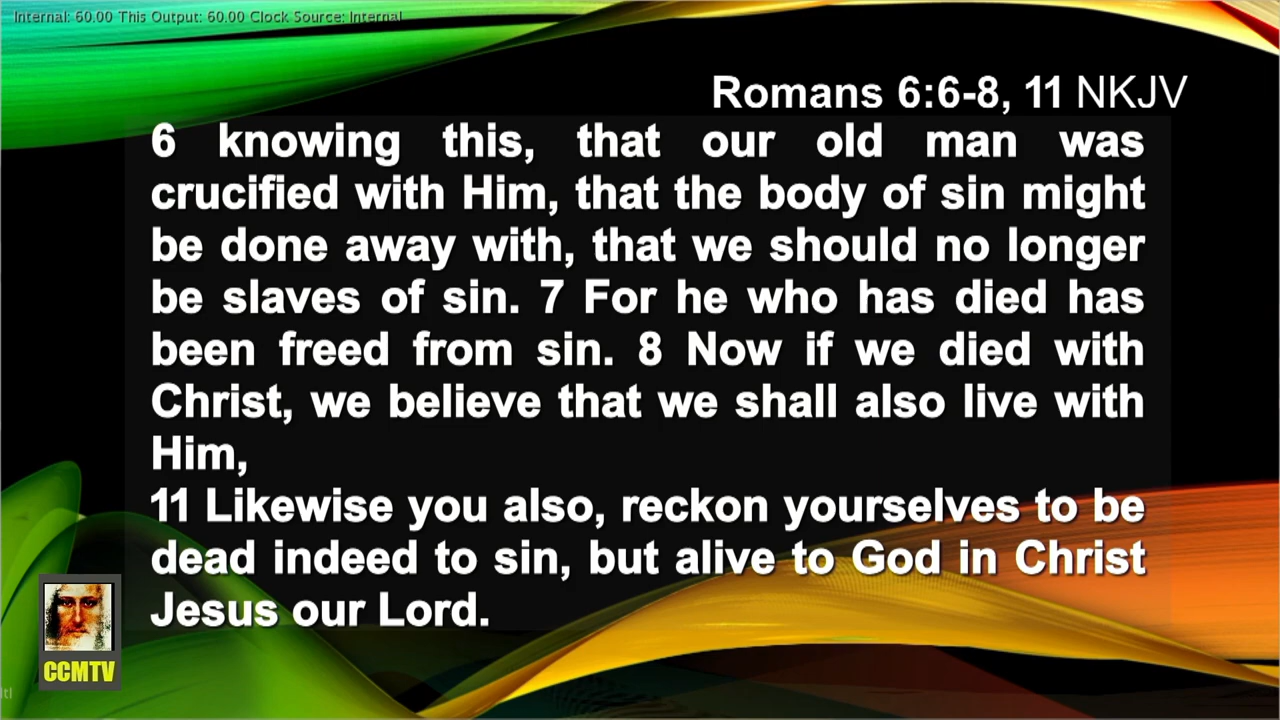 Internal: 60.00 This Output: 60.00 Clock Source: Internal
Romans 6:6-8, 11 NKJV
6 knowing this, that our old man was
crucified with Him, that the body of sin might
be done away with, that we should no longer
be slaves of sin. 7 For he who has died has
been freed from sin. 8 Now if we died with
Christ, we believe that we shall also live with
Him,
11 Likewise you also, reckon yourselves to be
dead indeed to sin, but alive to God in Christ
Jesus our Lord.
CCMTV